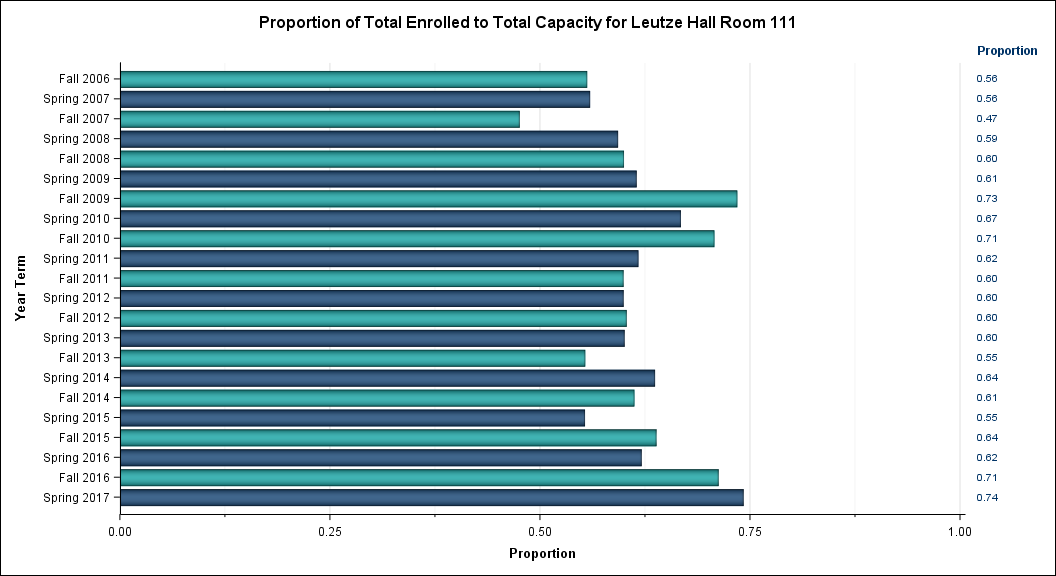 Proportion of Total Enrolled to Total Capacity for Leutze Hall Room 111
Proportion
Fall 2006 0.56
Spring 2007 0.56
Fall 2007 0.47
Spring 2008 0.59
Fall 2008 0.60
Spring 2009 0.61
Fall 2009 0.73
Spring 2010 0.67
Fall 2010 0.71
Spring 2011 0.62
Fall 2011 0.60
Spring 2012 0.60
Fall 2012 0.60
Spring 2013 0.60
Fall 2013 0.55
Spring 2014 0.64
Fall 2014 0.61
Spring 2015 0.55
Fall 2015 0.64
Spring 2016 0.62
Fall 2016 0.71
Spring 2017 0.74
Year Term
0.00 0.25 0.50 0.75 1.00
Proportion